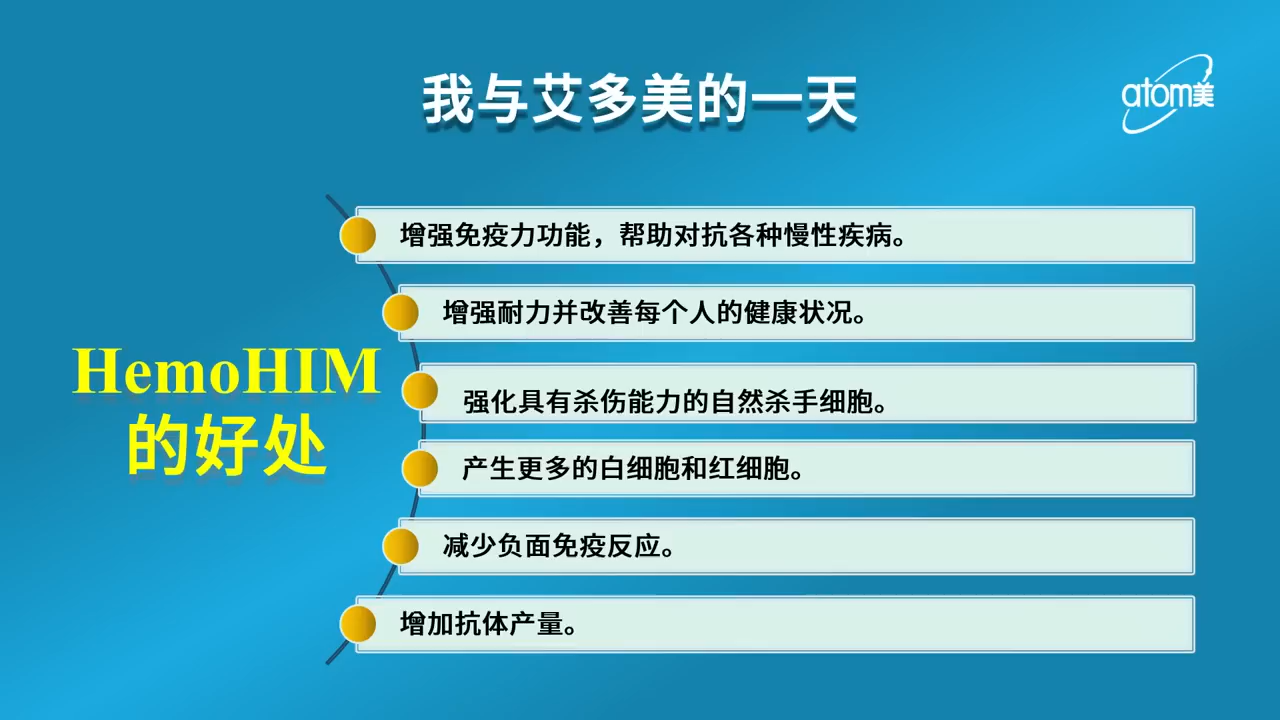 我与艾多美的一天
atom美
HemoHIM
的好处
增强免疫力功能，帮助对抗各种慢性疾病。
增强耐力并改善每个人的健康状况。
强化具有杀伤能力的自然杀手细胞。
产生更多的白细胞和红细胞。
减少负面免疫反应。
增加抗体产量。